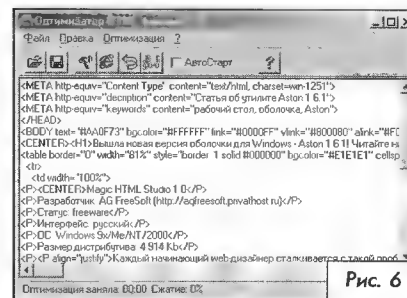 Оптимизатор
Файл Правка Оптимизация ?
АвтоСтарт
<META http-equiv="Content Type" content="text/html, charset=win-1251">
<META http-equiv="decription" content="Статья об утилите Aston 1 6.1">
<META http-equiv="keywords" content="рабочий стол, оболочка, Aston">
</HEAD>
<BODY text="#AA0F73" bgcolor="#FFFFFF" link="#0000FF" vlink="#800080" alink="#FC
<CENTER><H1>Вышла новая версия оболочки для Windows - Aston 1 6 1! Читайте н
<table border="0" width="81%" style="border 1 solid #000000" bgcolor="#E1E1E1" cellsp
<tr>
<td width="100%">
<P><CENTER>Magic HTML Studio 1 0</P>
<P>Разработчик AG FreeSoft (http://agfreesoft.pnvathost ru)</P>
<P>Статус freeware</P>
<P>Интерфейс русский</P>
<P>ОС Windows 9x/Me/NT/2000</P>
<P>Размер дистрибутива 4 914 Kb</P>
<P><P align="justify">Каждый начинающий web-дизайнер сталкивается с такой проб
Оптимизация заняла: 00:00 Сжатие: 0%
Рис. 6